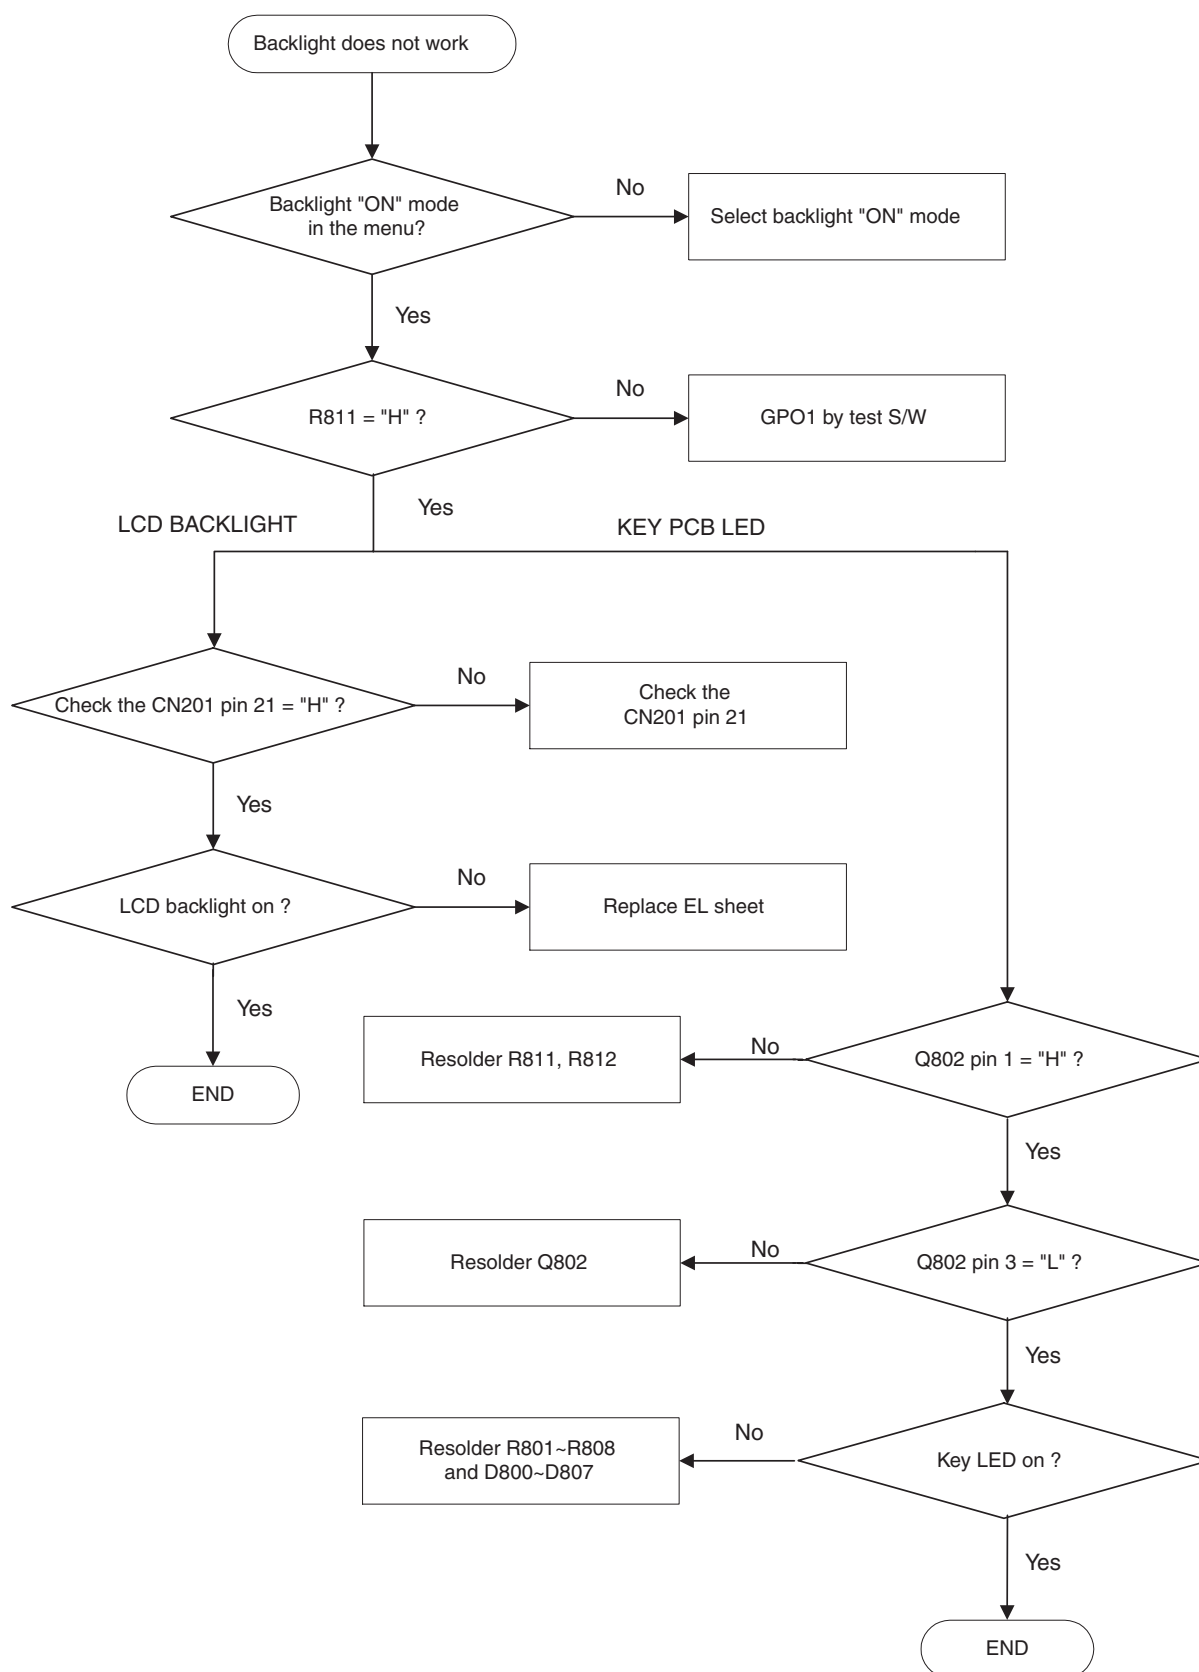 Backlight does not work
Backlight "ON" mode
in the menu?
No
Select backlight "ON" mode
Yes
R811 = "H" ?
No
GPO1 by test S/W
Yes
LCD BACKLIGHT
KEY PCB LED
Check the CN201 pin 21 = "H" ?
No
Check the
CN201 pin 21
Yes
LCD backlight on ?
No
Replace EL sheet
Yes
END
Q802 pin 1 = "H" ?
No
Resolder R811, R812
Yes
Q802 pin 3 = "L" ?
No
Resolder Q802
Yes
Key LED on ?
No
Resolder R801~R808
and D800~D807
Yes
END